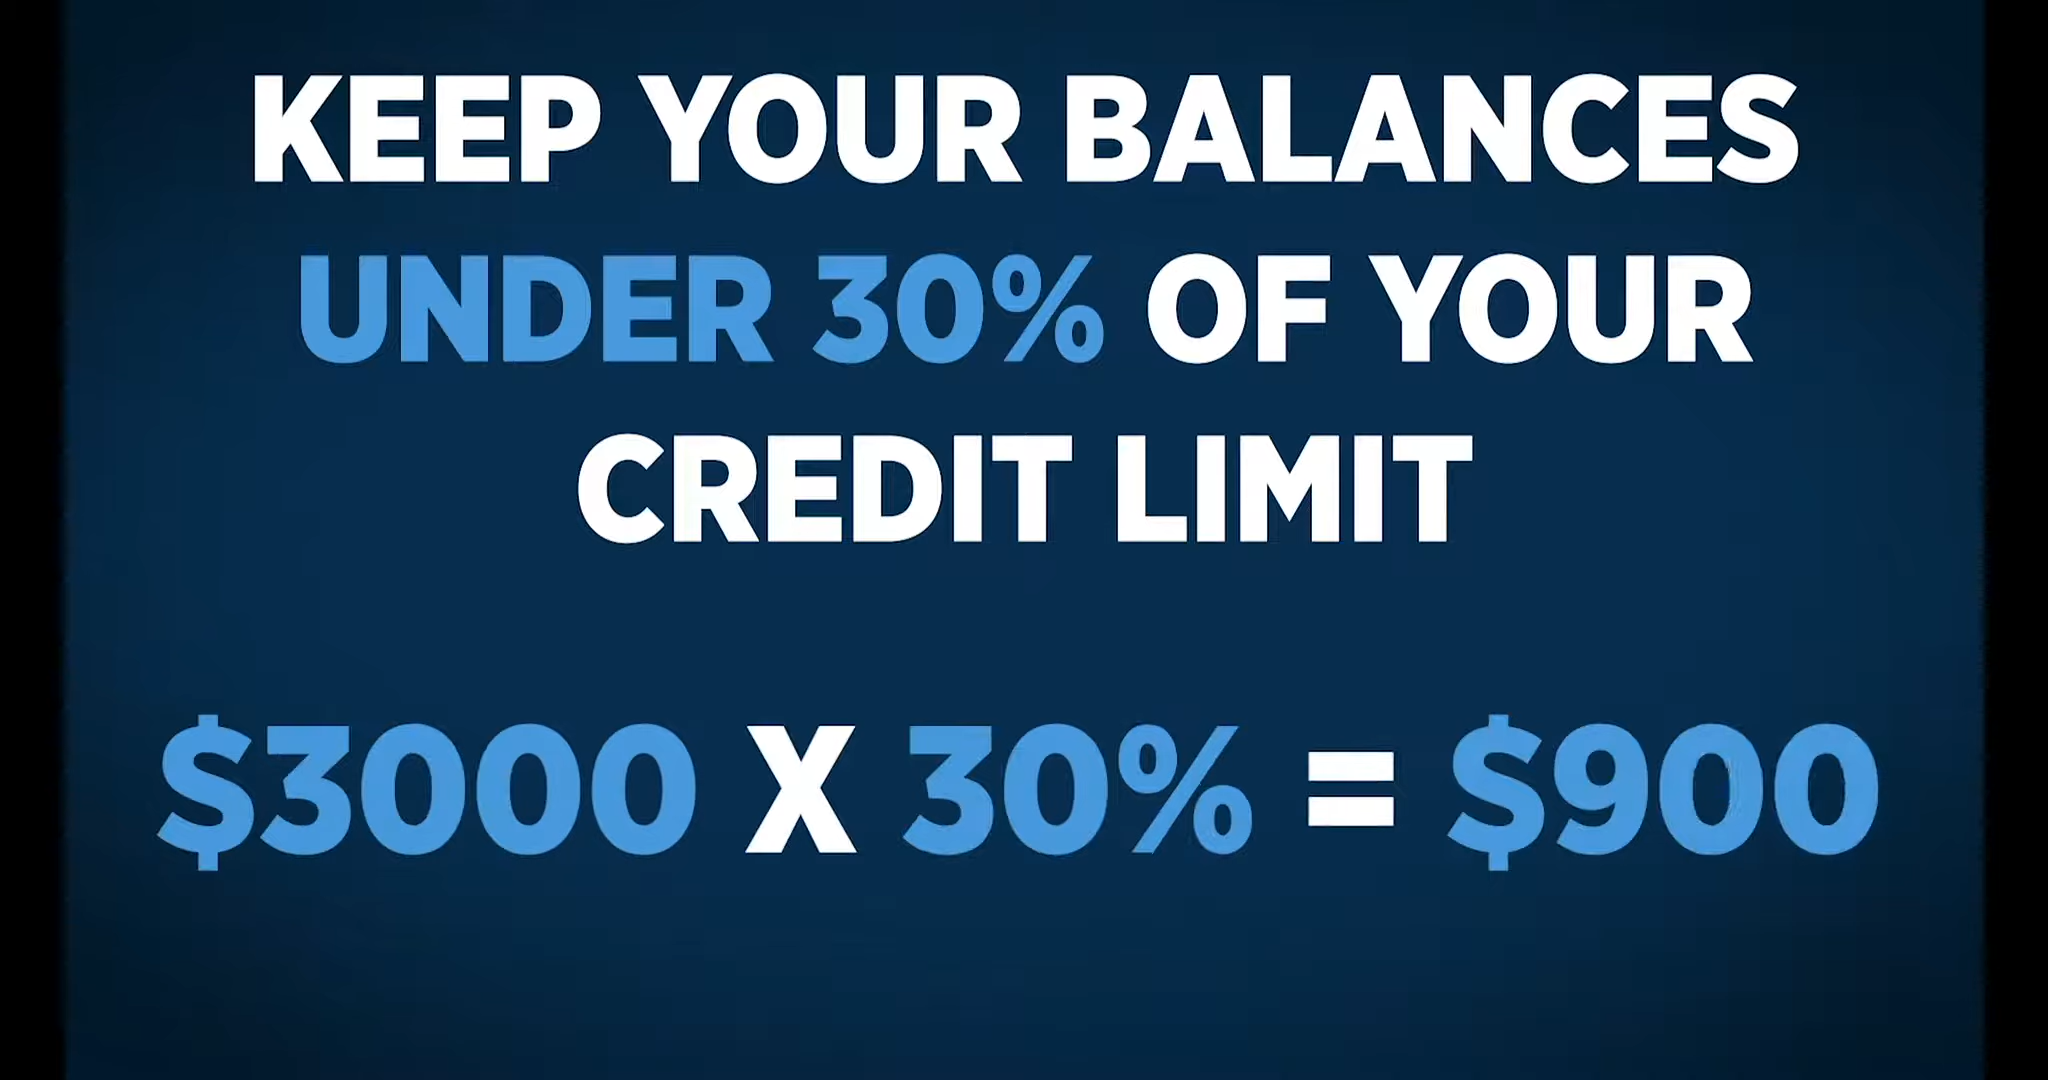 KEEP YOUR BALANCES
UNDER 30% OF YOUR
CREDIT LIMIT
$3000 X 30% = $900